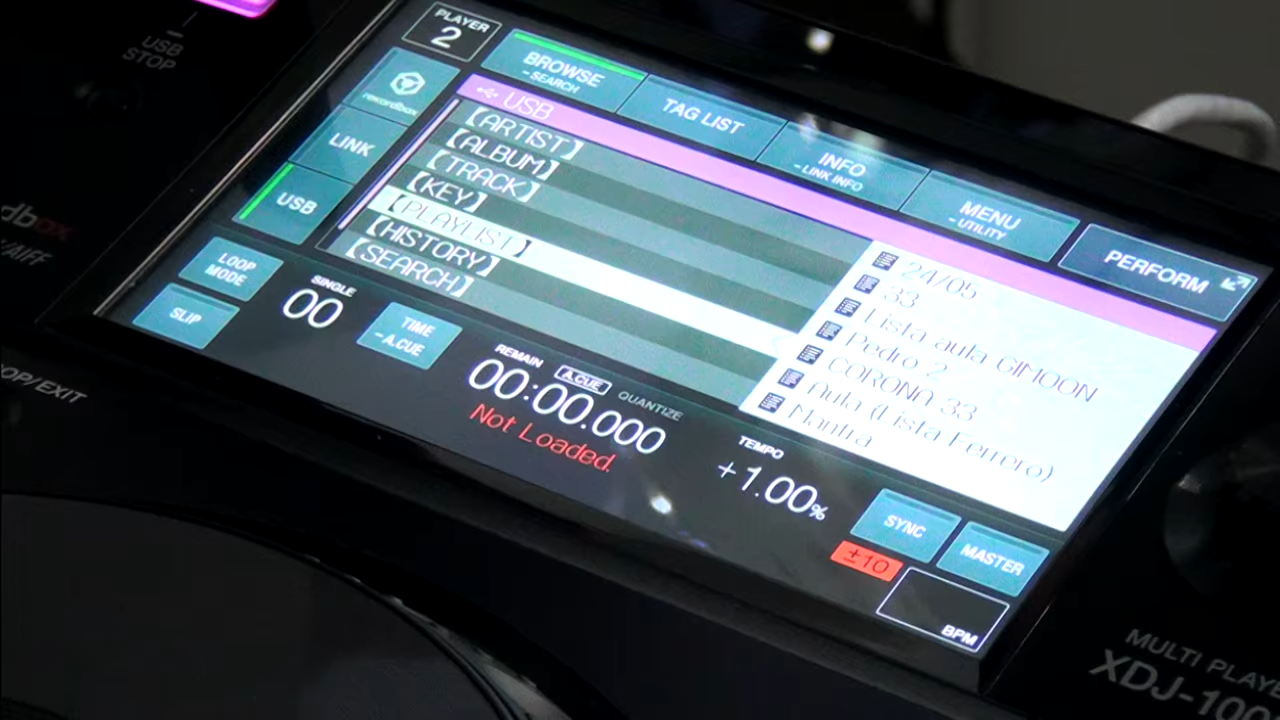 USB
STOP
PLAYER
2
BROWSE
-SEARCH
TAG LIST
INFO
-LINK INFO
MENU
-UTILITY
PERFORM
rekordbox
LINK
USB
USB
[ARTIST]
[ALBUM]
[TRACK]
[KEY]
[PLAYLIST]
[HISTORY]
[SEARCH]
24/05
33
Lista aula GIMOON
Pedro 2
CORONA 33
Aula (Lista Ferrero)
Mantra
LOOP
MODE
SLIP
SINGLE
00
TIME
-A.CUE
REMAIN
A.CUE
QUANTIZE
00:00.000
Not Loaded.
TEMPO
+1.00%
±10
SYNC
MASTER
BPM
dbox
/AIFF
OP/EXIT
MULTI PLAYE
XDJ-100